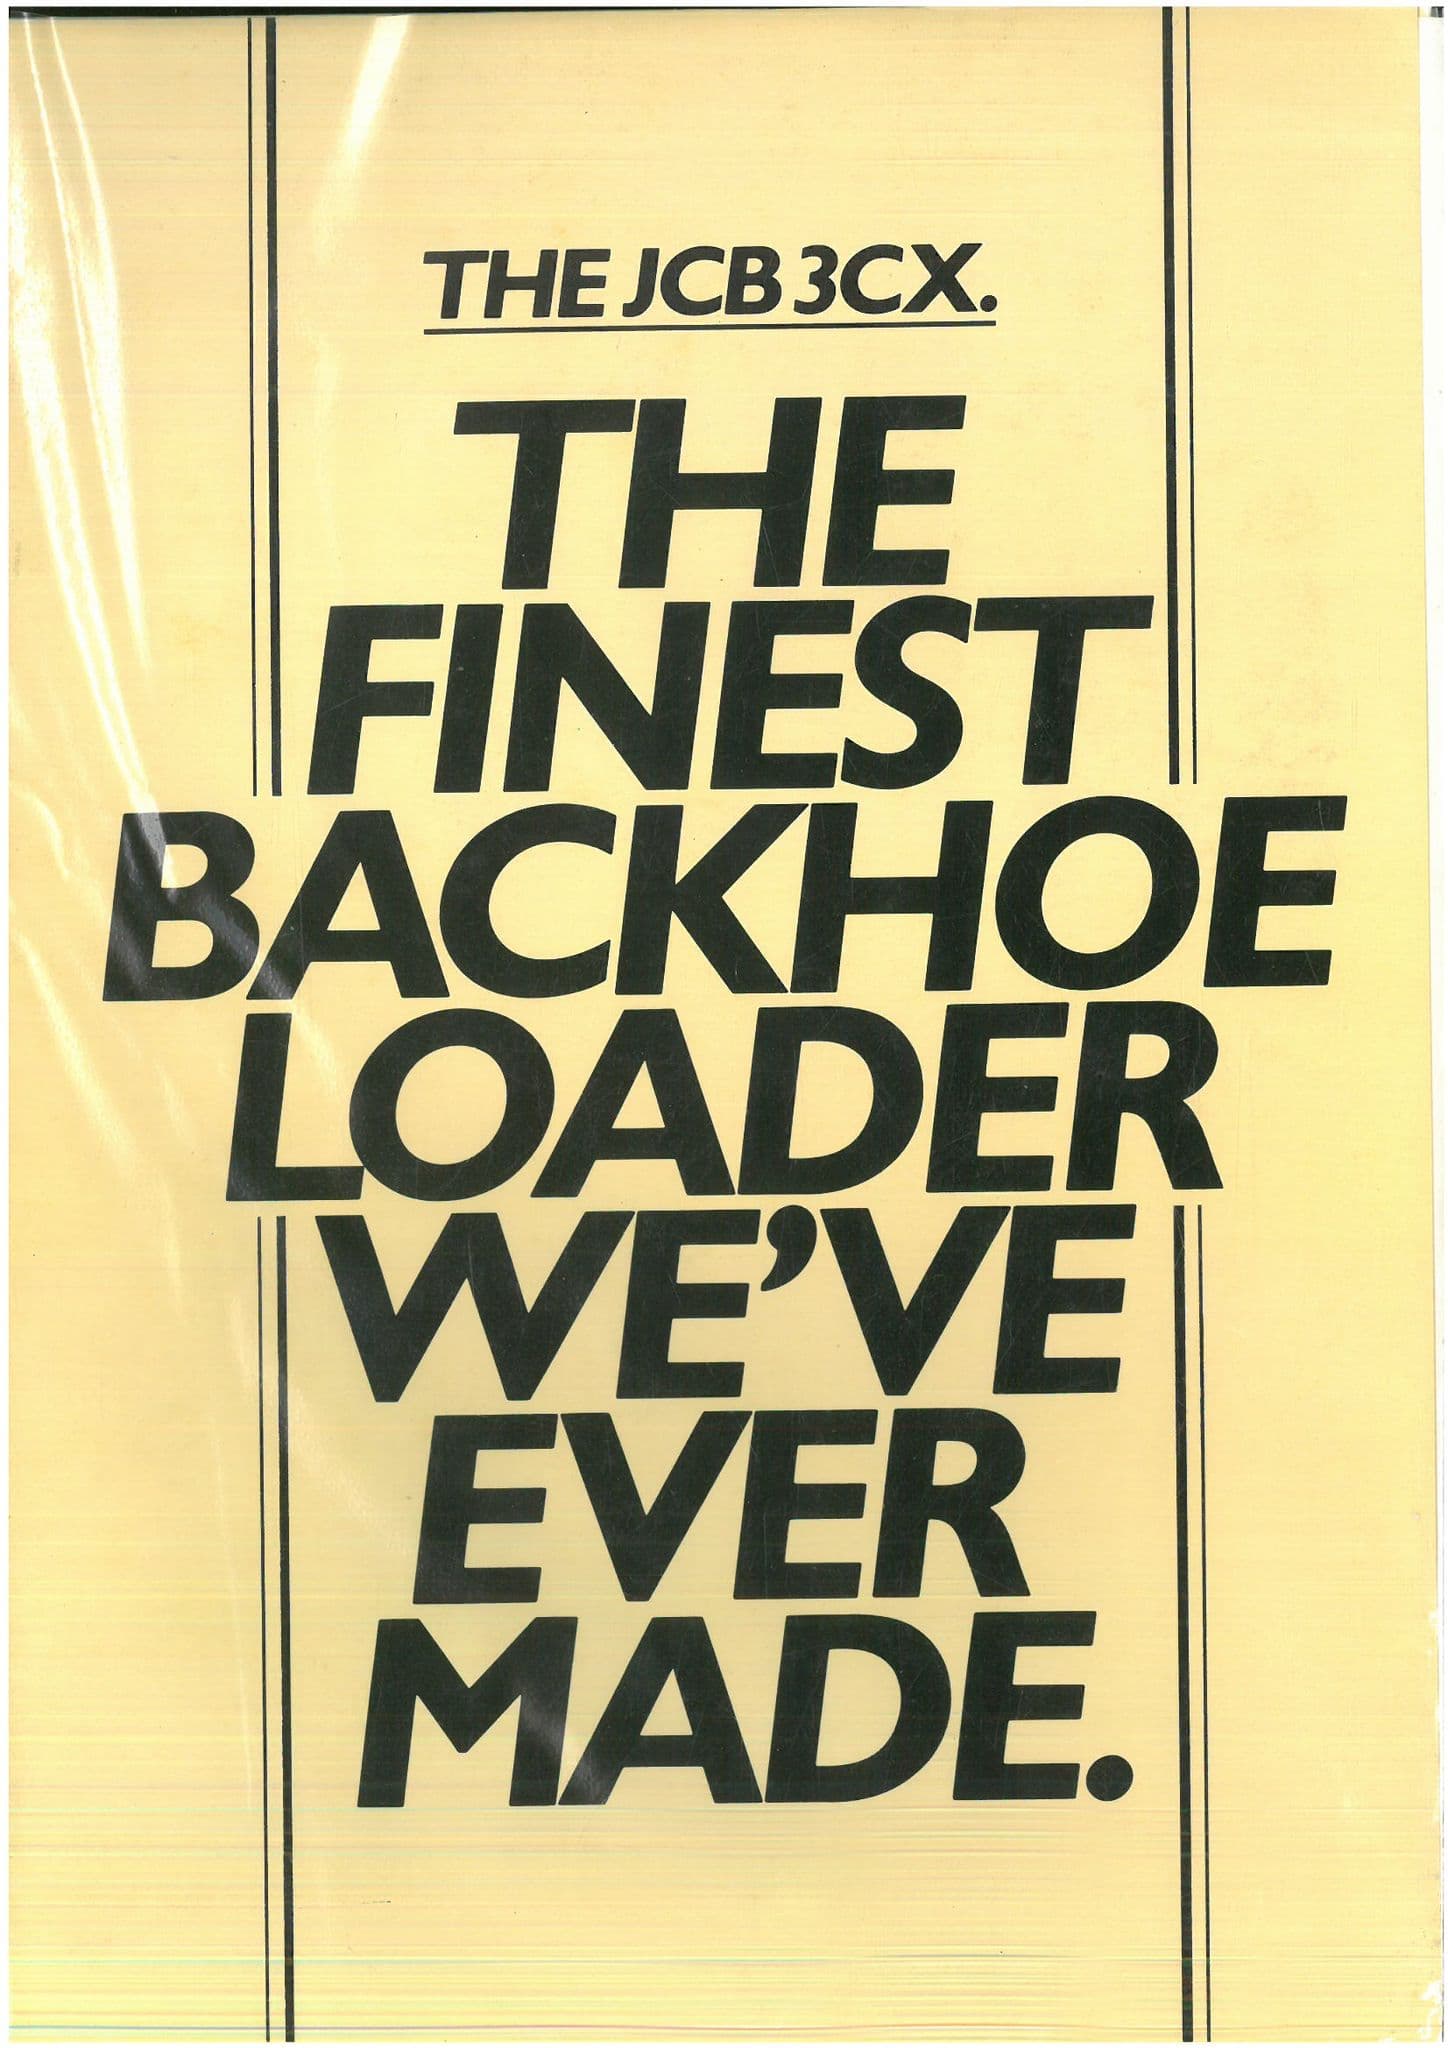 THE JCB 3CX.
THE
FINEST
BACKHOE
LOADER
WE'VE
EVER
MADE.